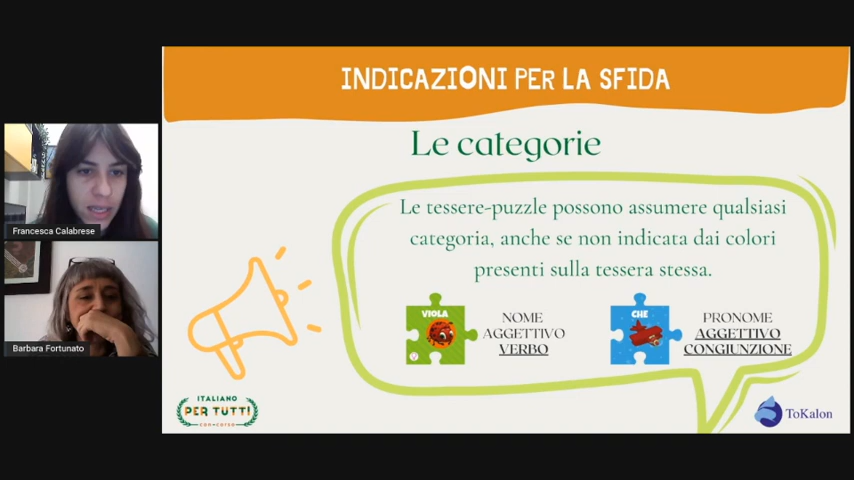 INDICAZIONI PER LA SFIDA
Le categorie
Le tessere-puzzle possono assumere qualsiasi
categoria, anche se non indicata dai colori
presenti sulla tessera stessa.
VIOLA
NOME
AGGETTIVO
VERBO
CHE
PRONOME
AGGETTIVO
CONGIUNZIONE
Francesca Calabrese
Barbara Fortunato
ITALIANO
PER TUTTI
ToKalon